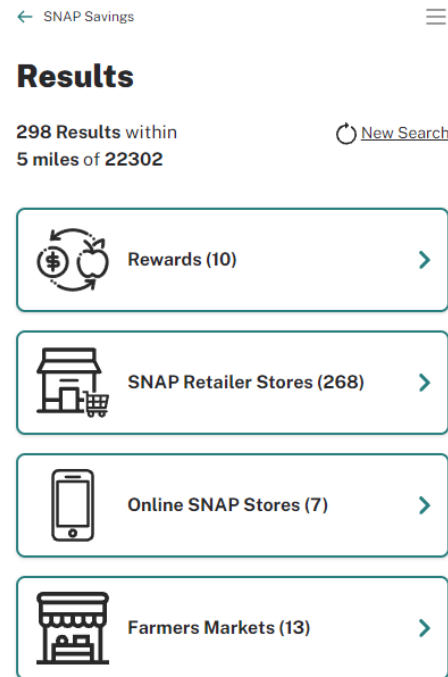 ← SNAP Savings
Results
298 Results within
5 miles of 22302
New Search
Rewards (10)
SNAP Retailer Stores (268)
Online SNAP Stores (7)
Farmers Markets (13)